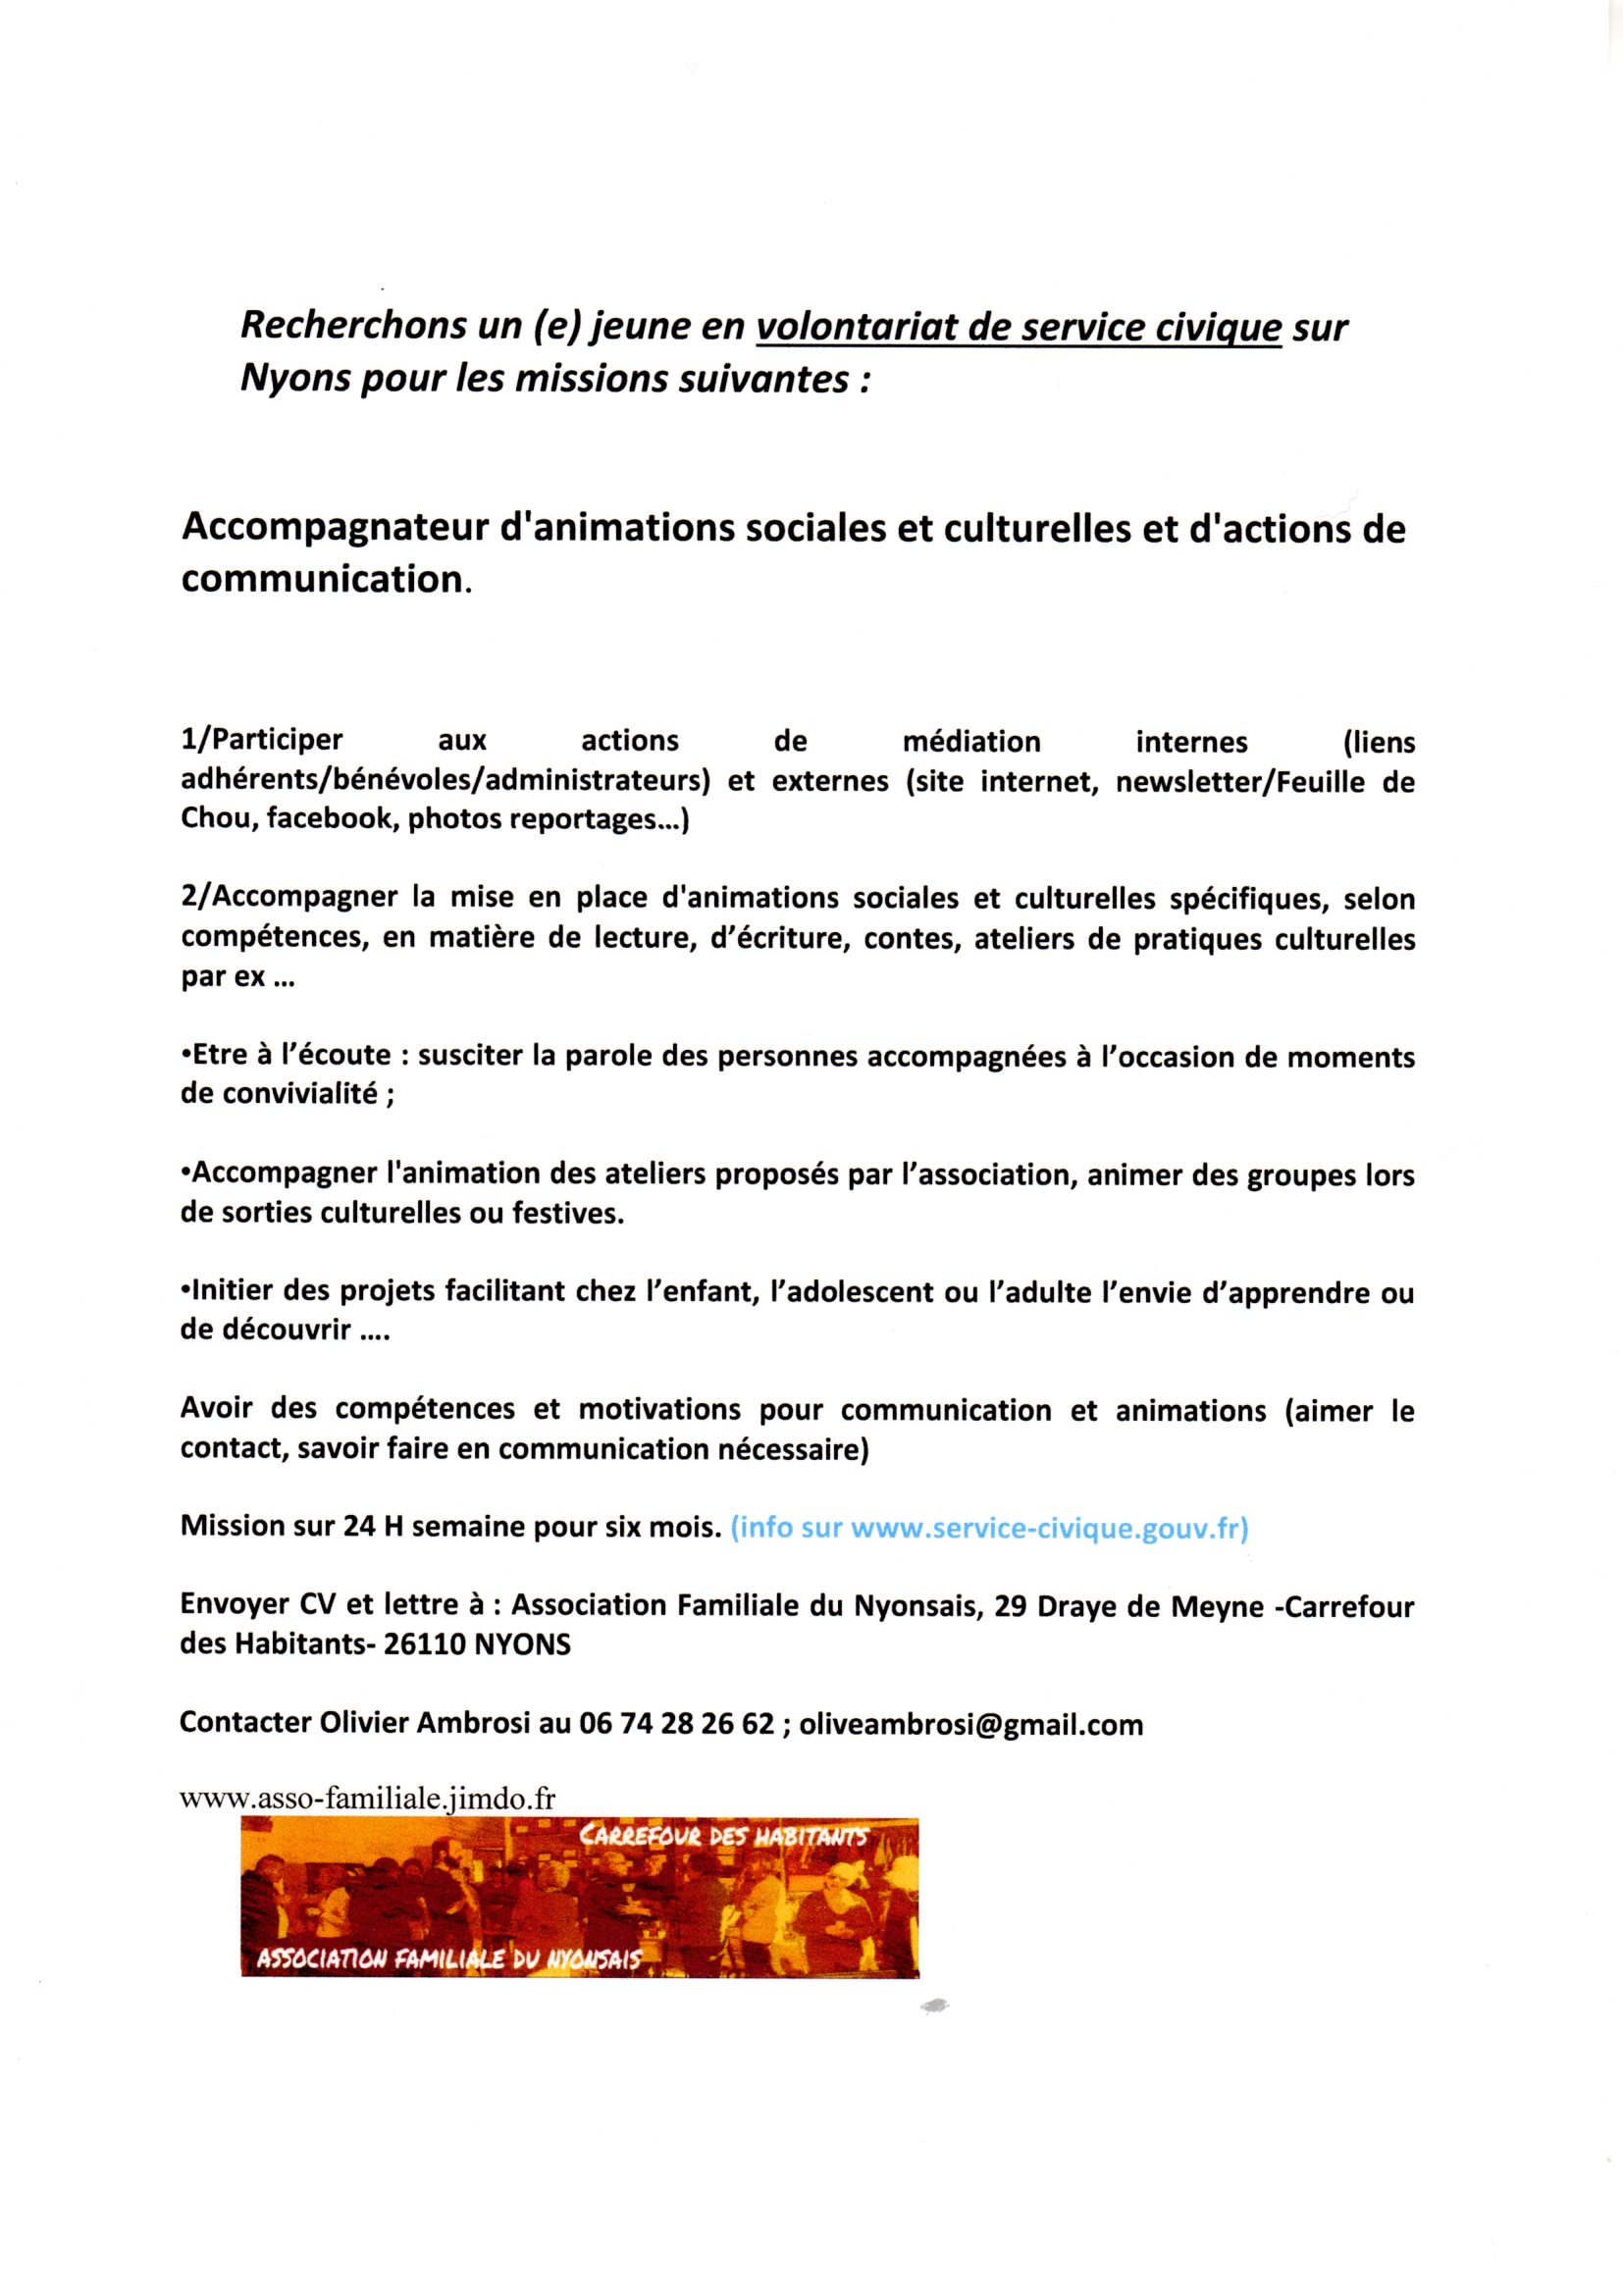 Recherchons un (e) jeune en volontariat de service civique sur
Nyons pour les missions suivantes :
Accompagnateur d'animations sociales et culturelles et d'actions de
communication.
1/Participer aux actions de médiation internes (liens
adhérents/bénévoles/administrateurs) et externes (site internet, newsletter/Feuille de
Chou, facebook, photos reportages...)
2/Accompagner la mise en place d'animations sociales et culturelles spécifiques, selon
compétences, en matière de lecture, d’écriture, contes, ateliers de pratiques culturelles
par ex ...
•Etre à l’écoute : susciter la parole des personnes accompagnées à l’occasion de moments
de convivialité ;
•Accompagner l'animation des ateliers proposés par l’association, animer des groupes lors
de sorties culturelles ou festives.
•Initier des projets facilitant chez l’enfant, l’adolescent ou l’adulte l’envie d’apprendre ou
de découvrir ....
Avoir des compétences et motivations pour communication et animations (aimer le
contact, savoir faire en communication nécessaire)
Mission sur 24 H semaine pour six mois. (info sur www.service-civique.gouv.fr)
Envoyer CV et lettre à : Association Familiale du Nyonsais, 29 Draye de Meyne -Carrefour
des Habitants- 26110 NYONS
Contacter Olivier Ambrosi au 06 74 28 26 62 ; oliveambrosi@gmail.com
www.asso-familiale.jimdo.fr
CARREFOUR DES HABITANTS
ASSOCIATION FAMILIALE DU NYONSAIS